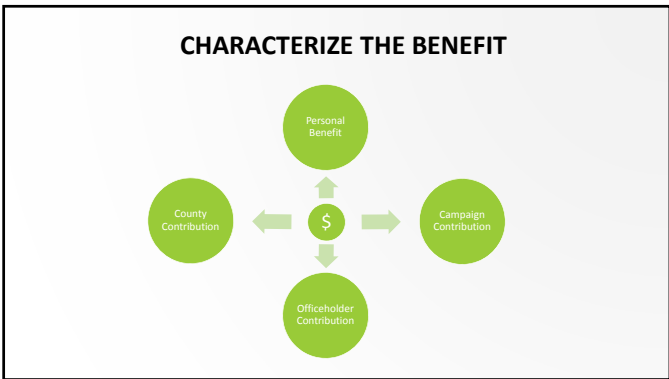 CHARACTERIZE THE BENEFIT
Personal
Benefit
County
Contribution
$
Campaign
Contribution
Officeholder
Contribution